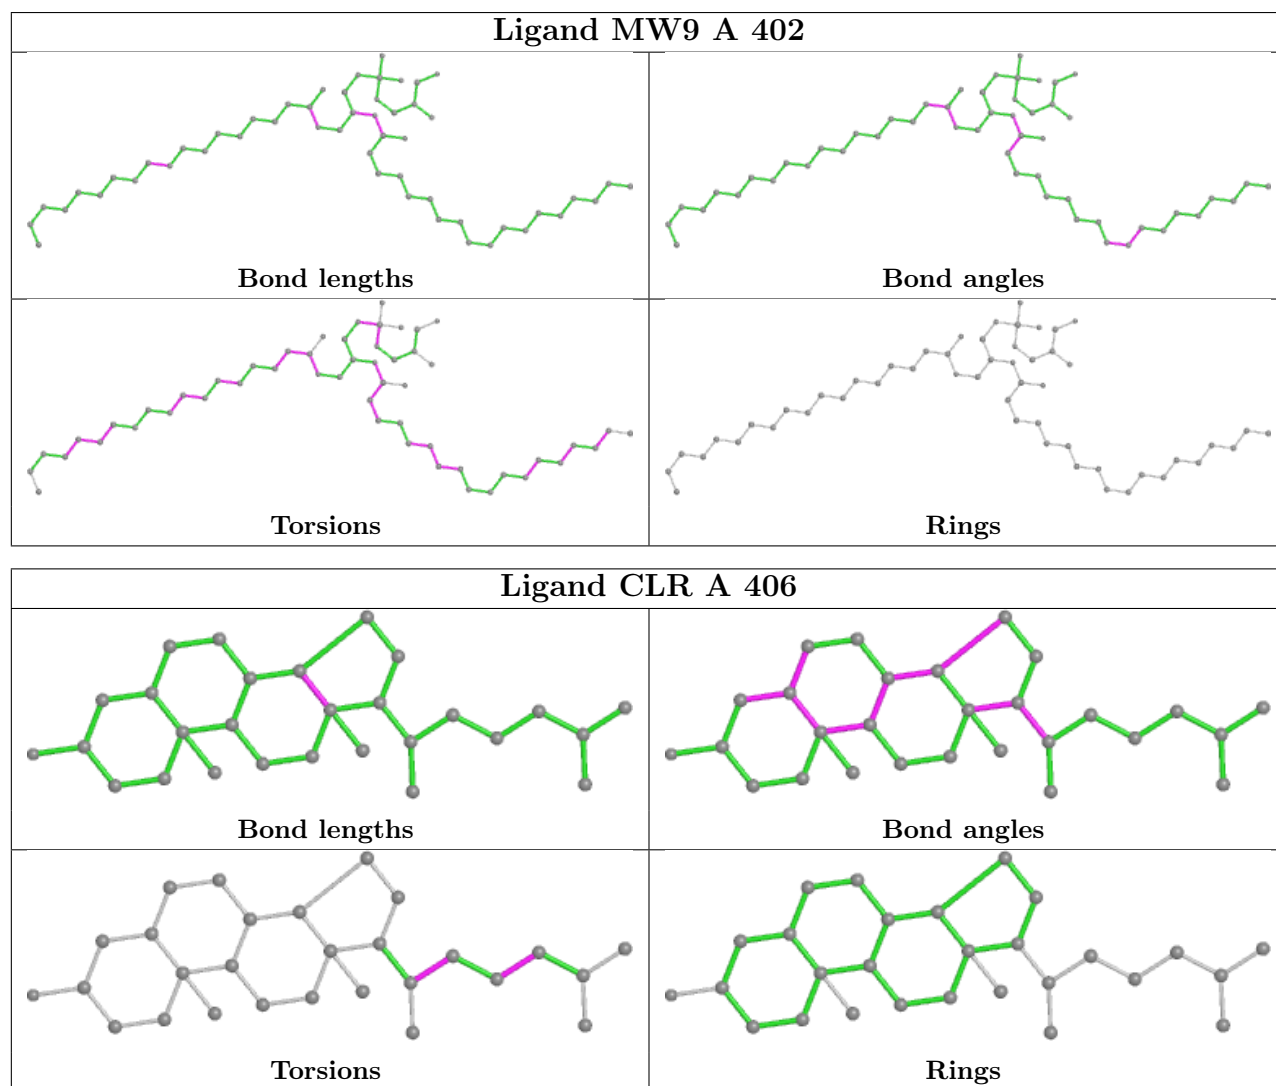 Ligand MW9 A 402
Bond lengths
Bond angles
Torsions
Rings
Ligand CLR A 406
Bond lengths
Bond angles
Torsions
Rings